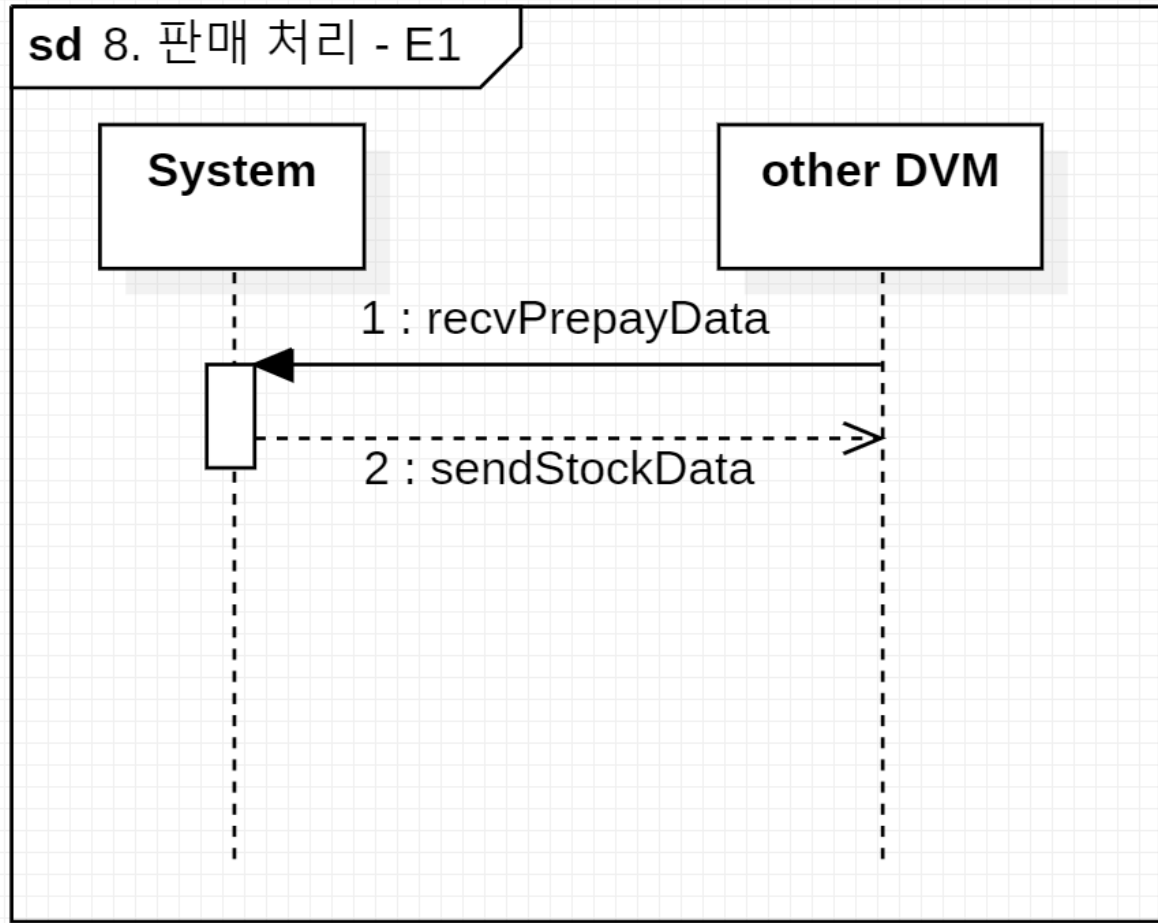 sd 8. 판매 처리 - E1
System
other DVM
1 : recvPrepayData
2 : sendStockData